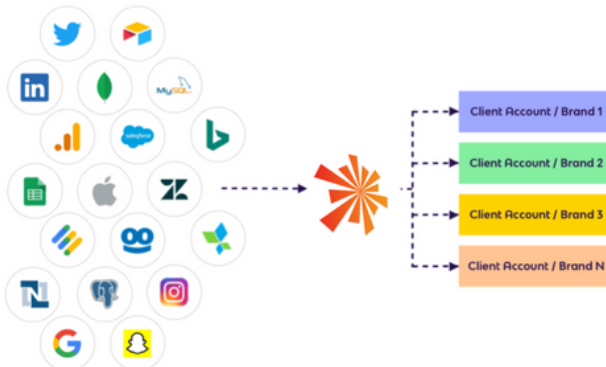 in
MySQL
salesforce
Client Account / Brand 1
Client Account / Brand 2
Client Account / Brand 3
Client Account / Brand N
N
G